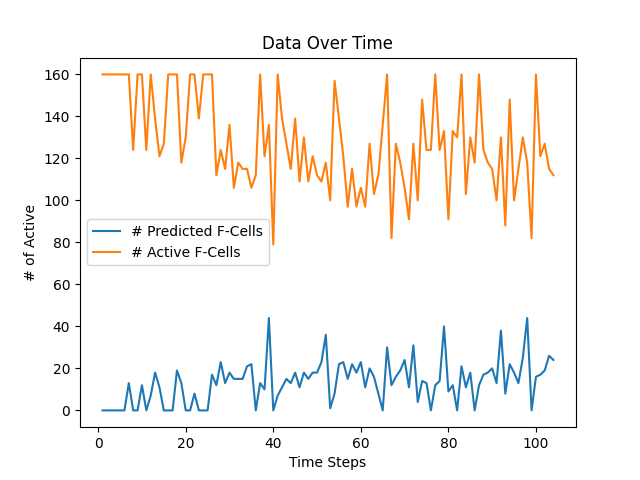 Data Over Time
160
140
120
100
80
60
40
20
0
# of Active
# Predicted F-Cells
# Active F-Cells
0 20 40 60 80 100
Time Steps